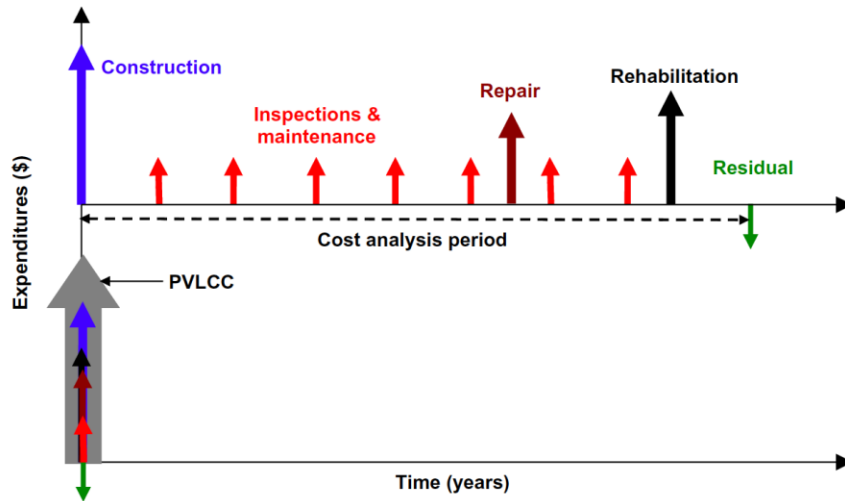 Construction
Inspections &
maintenance
Repair
Rehabilitation
Residual
Cost analysis period
Expenditures ($)
PVLCC
Time (years)